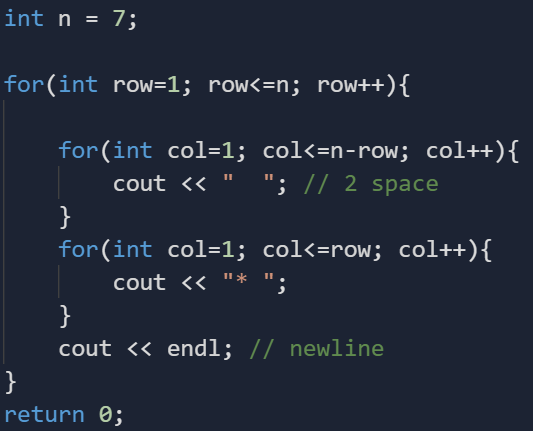 int n = 7;
for(int row=1; row<=n; row++){
for(int col=1; col<=n-row; col++){
cout << "  "; // 2 space
}
for(int col=1; col<=row; col++){
cout << "* ";
}
cout << endl; // newline
}
return 0;